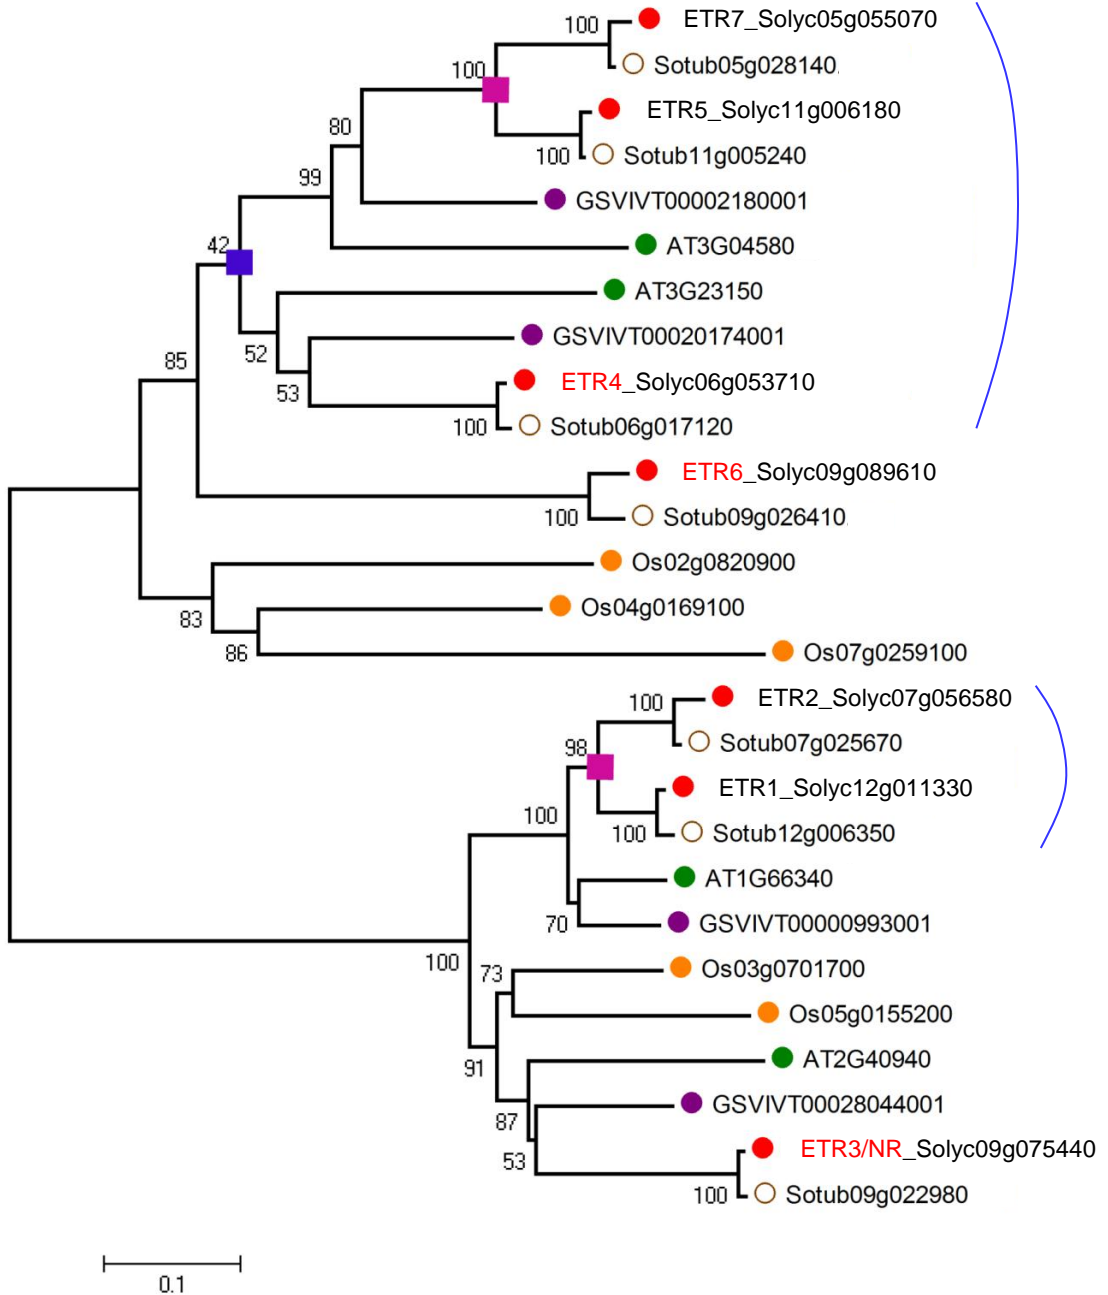 100
ETR7_Solyc05g055070
Sotub05g028140
100
ETR5_Solyc11g006180
80
100
Sotub11g005240
99
GSVIVT00002180001
42
AT3G04580
AT3G23150
52
GSVIVT00020174001
85
53
ETR4_Solyc06g053710
100
Sotub06g017120
ETR6_Solyc09g089610
100
Sotub09g026410
Os02g0820900
83
Os04g0169100
86
Os07g0259100
100
ETR2_Solyc07g056580
98
Sotub07g025670
ETR1_Solyc12g011330
100
100
Sotub12g006350
AT1G66340
70
GSVIVT00000993001
100
73
Os03g0701700
Os05g0155200
91
AT2G40940
87
GSVIVT00028044001
53
ETR3/NR_Solyc09g075440
100
Sotub09g022980
0.1